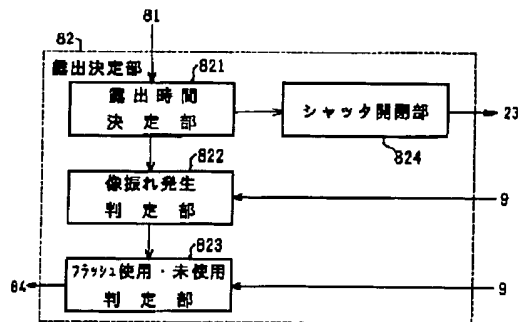 81
82
露出決定部
821
露出時間
決定部
シャッタ開閉部
23
824
822
像振れ発生
判定部
9
823
フラッシュ使用・未使用
判定部
84
9